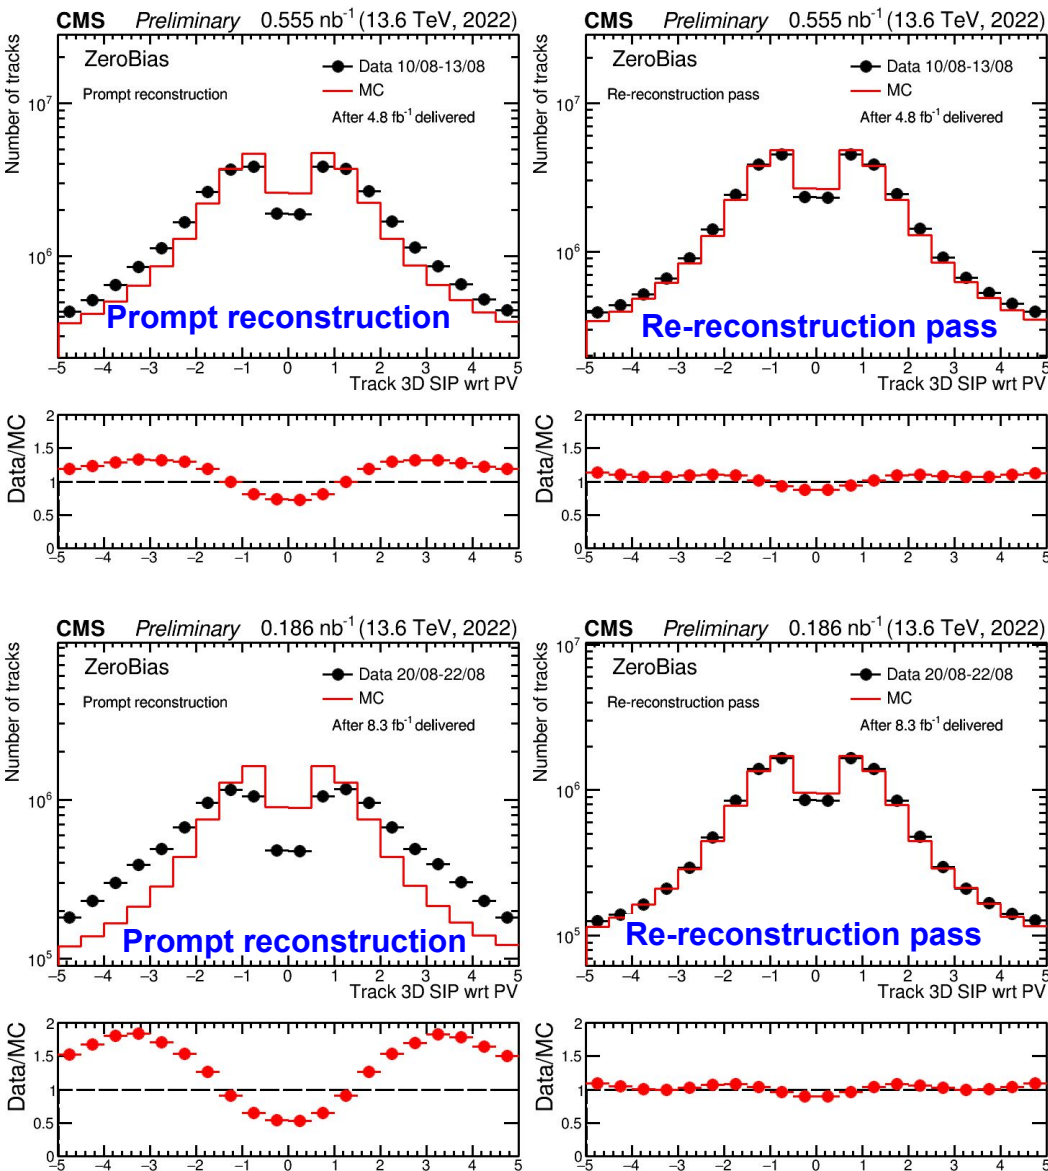 CMS Preliminary 0.555 nb⁻¹ (13.6 TeV, 2022)
Number of tracks
ZeroBias
Prompt reconstruction
Data 10/08-13/08
MC
After 4.8 fb⁻¹ delivered
10⁷
10⁶
Prompt reconstruction
−5 −4 −3 −2 −1 0 1 2 3 4 5
Track 3D SIP wrt PV
Data/MC
2
1.5
1
0.5
0
−5 −4 −3 −2 −1 0 1 2 3 4 5
CMS Preliminary 0.555 nb⁻¹ (13.6 TeV, 2022)
Number of tracks
ZeroBias
Re-reconstruction pass
Data 10/08-13/08
MC
After 4.8 fb⁻¹ delivered
10⁷
10⁶
Re-reconstruction pass
−5 −4 −3 −2 −1 0 1 2 3 4 5
Track 3D SIP wrt PV
Data/MC
2
1.5
1
0.5
0
−5 −4 −3 −2 −1 0 1 2 3 4 5
CMS Preliminary 0.186 nb⁻¹ (13.6 TeV, 2022)
Number of tracks
ZeroBias
Prompt reconstruction
Data 20/08-22/08
MC
After 8.3 fb⁻¹ delivered
10⁶
10⁵
Prompt reconstruction
−5 −4 −3 −2 −1 0 1 2 3 4 5
Track 3D SIP wrt PV
Data/MC
2
1.5
1
0.5
0
−5 −4 −3 −2 −1 0 1 2 3 4 5
CMS Preliminary 0.186 nb⁻¹ (13.6 TeV, 2022)
Number of tracks
ZeroBias
Re-reconstruction pass
Data 20/08-22/08
MC
After 8.3 fb⁻¹ delivered
10⁷
10⁶
10⁵
Re-reconstruction pass
−5 −4 −3 −2 −1 0 1 2 3 4 5
Track 3D SIP wrt PV
Data/MC
2
1.5
1
0.5
0
−5 −4 −3 −2 −1 0 1 2 3 4 5